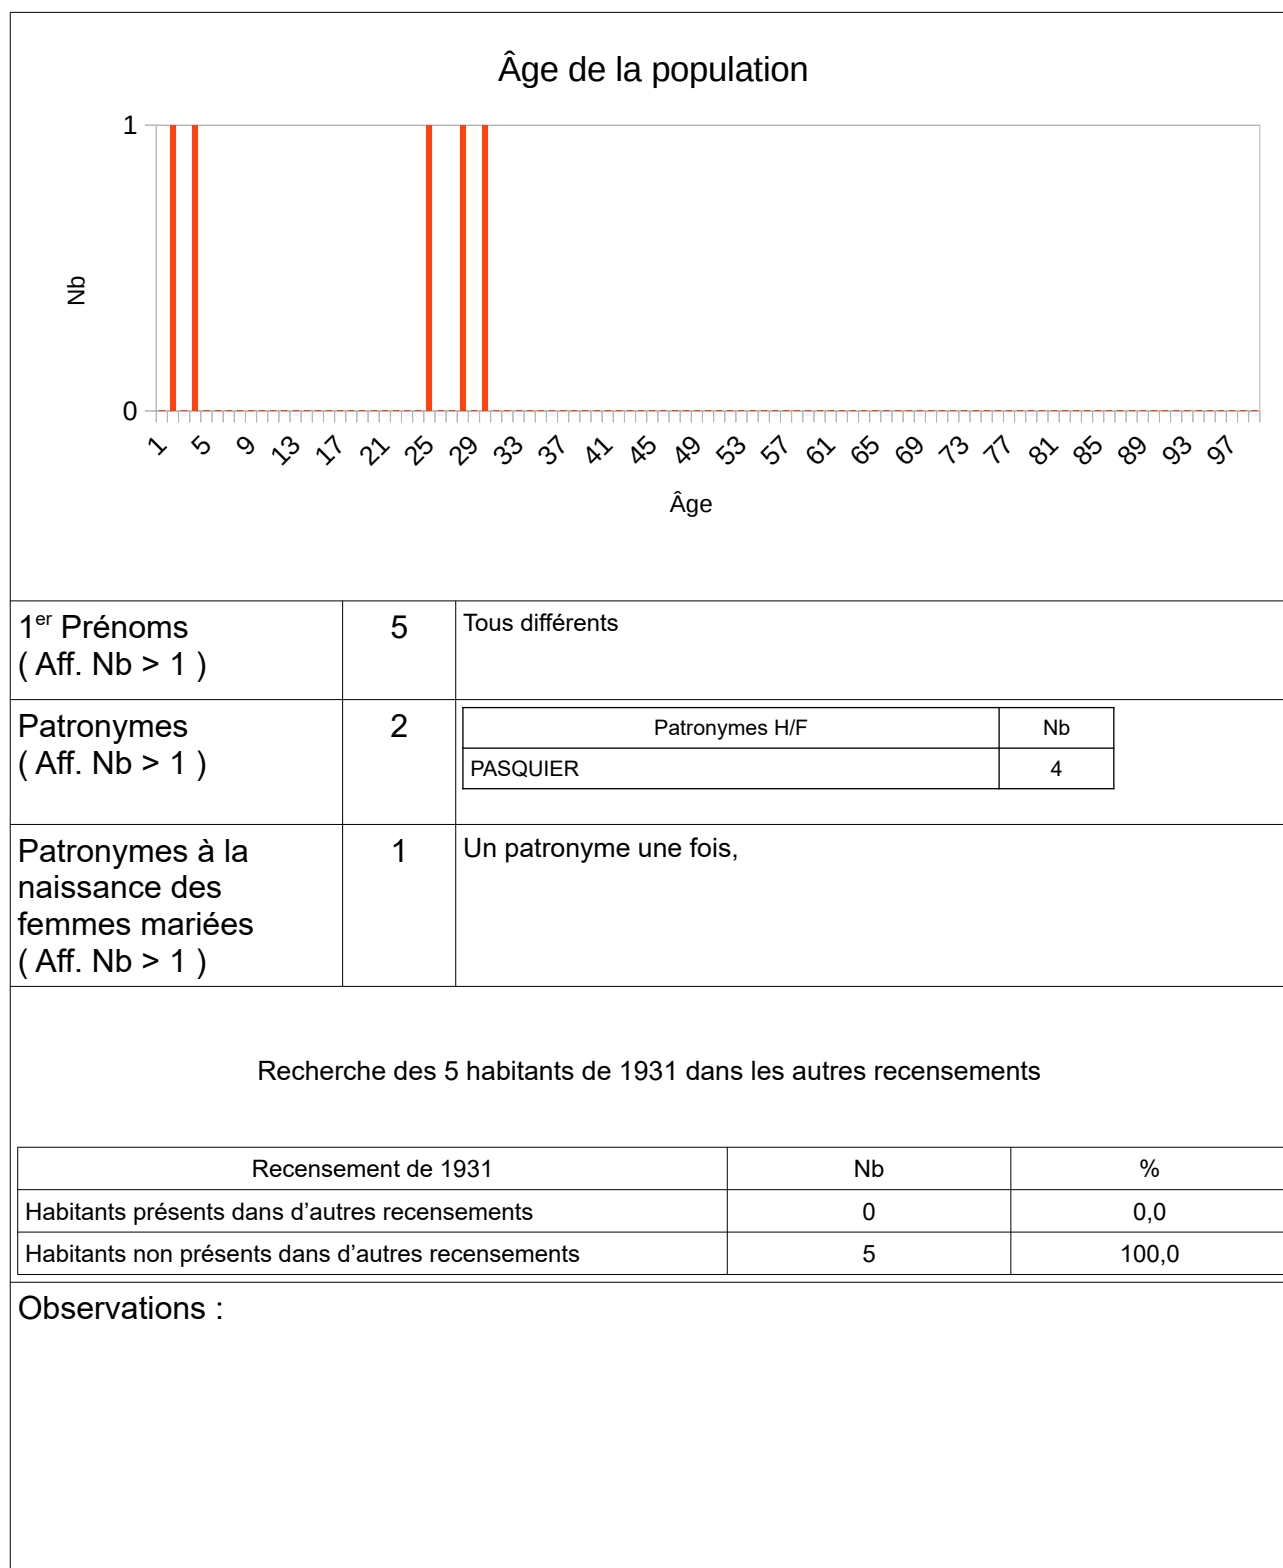 Âge de la population
1
0
Nb
1 5 9 13 17 21 25 29 33 37 41 45 49 53 57 61 65 69 73 77 81 85 89 93 97
Âge
1er Prénoms
( Aff. Nb > 1 )
5
Tous différents
Patronymes
( Aff. Nb > 1 )
2
Patronymes H/F Nb
PASQUIER 4
Patronymes à la
naissance des
femmes mariées
( Aff. Nb > 1 )
1
Un patronyme une fois,
Recherche des 5 habitants de 1931 dans les autres recensements
Recensement de 1931 Nb %
Habitants présents dans d’autres recensements 0 0,0
Habitants non présents dans d’autres recensements 5 100,0
Observations :